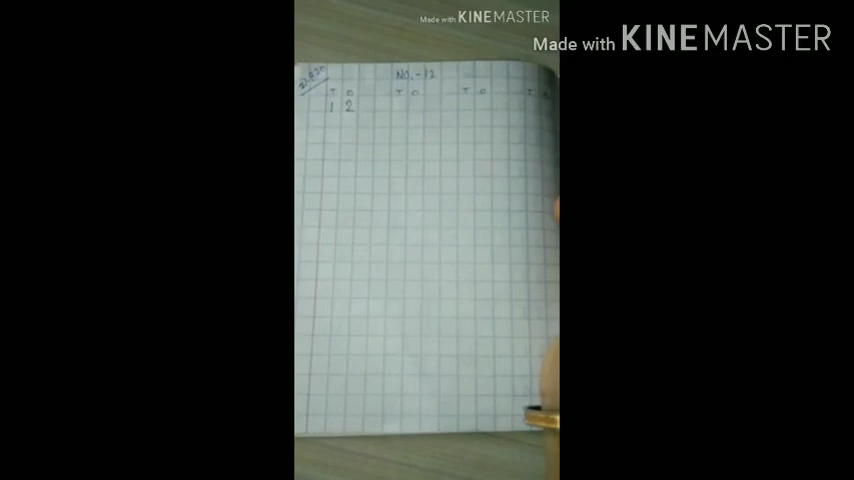 Made with KINEMASTER
Made with KINEMASTER
NO. - 12
T O T O T O T O
1 2